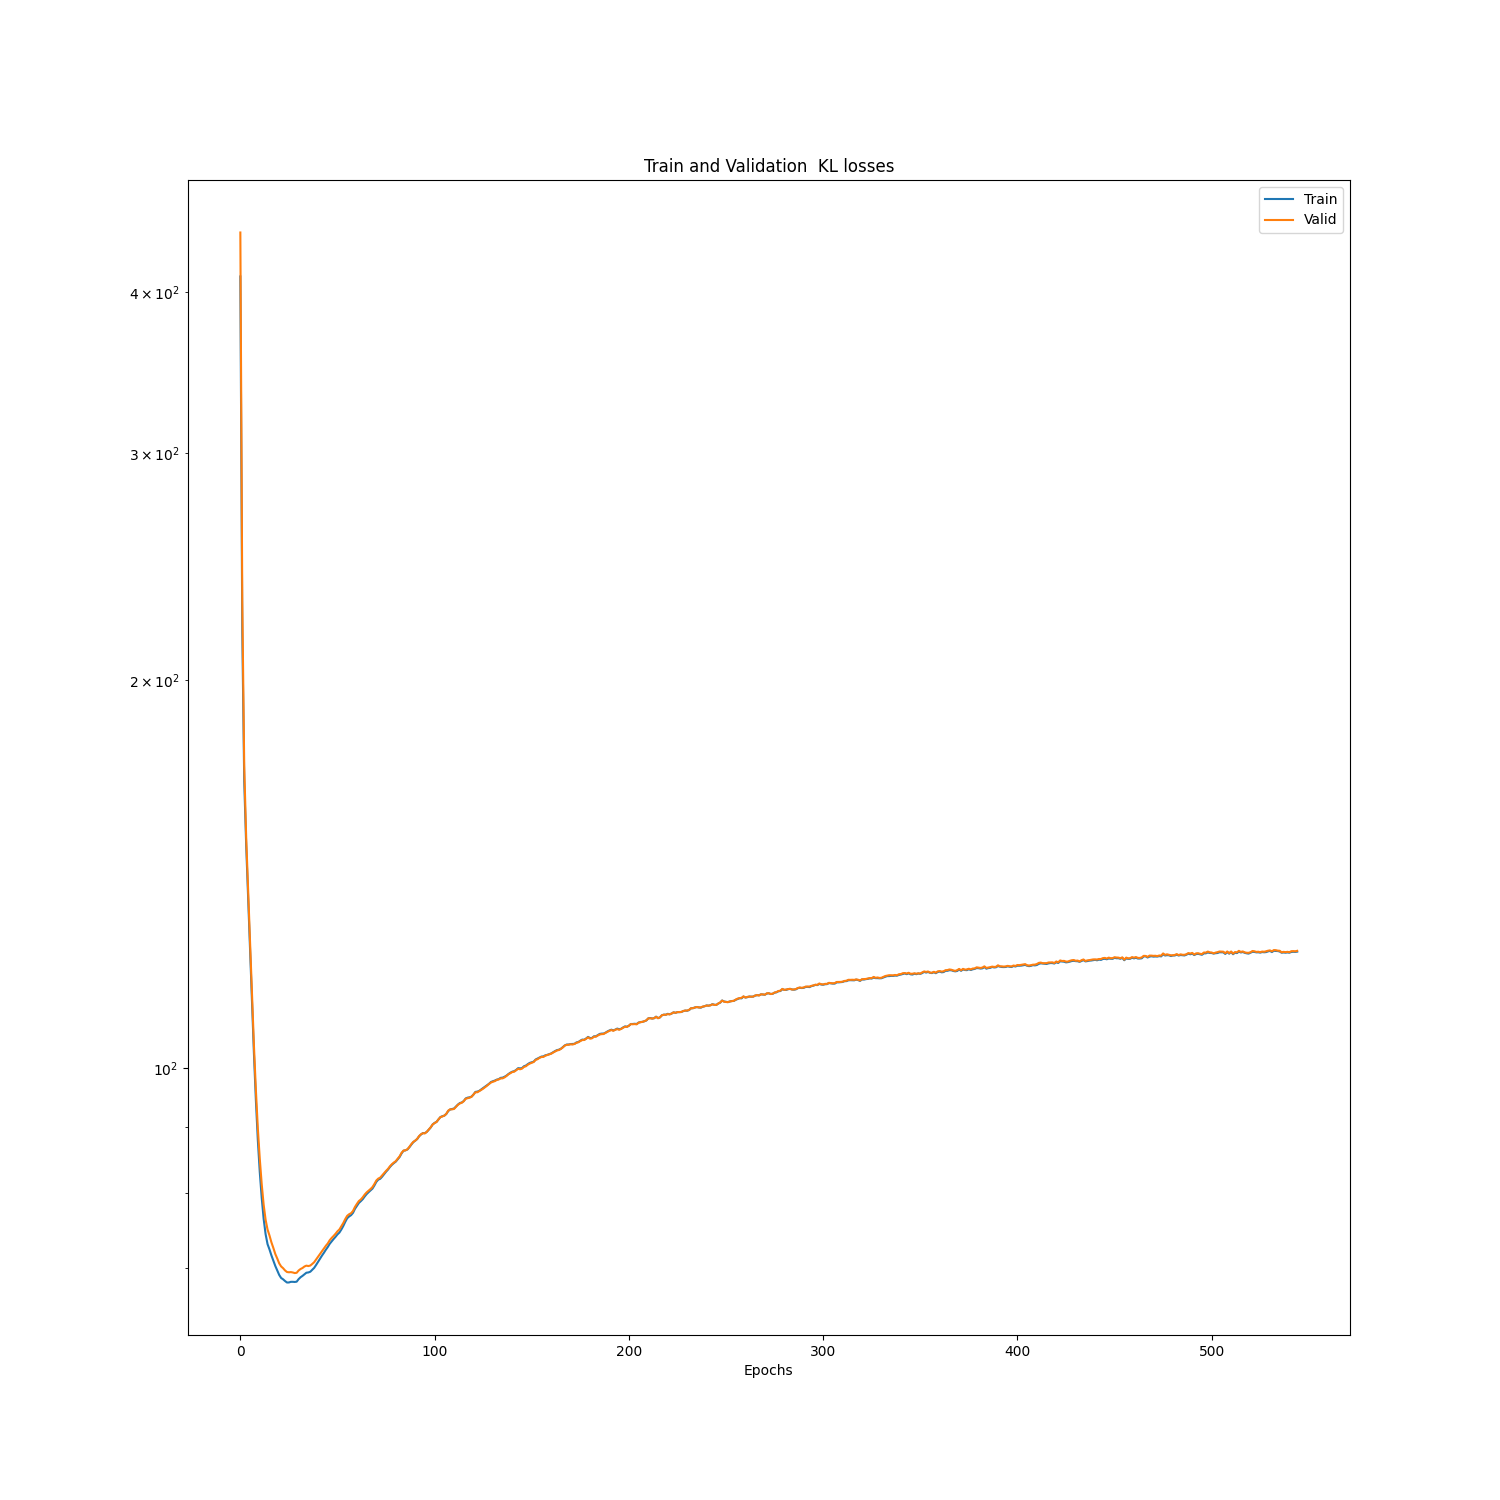 Train and Validation  KL losses
Train
Valid
4 × 10²
3 × 10²
2 × 10²
10²
0 100 200 300 400 500
Epochs